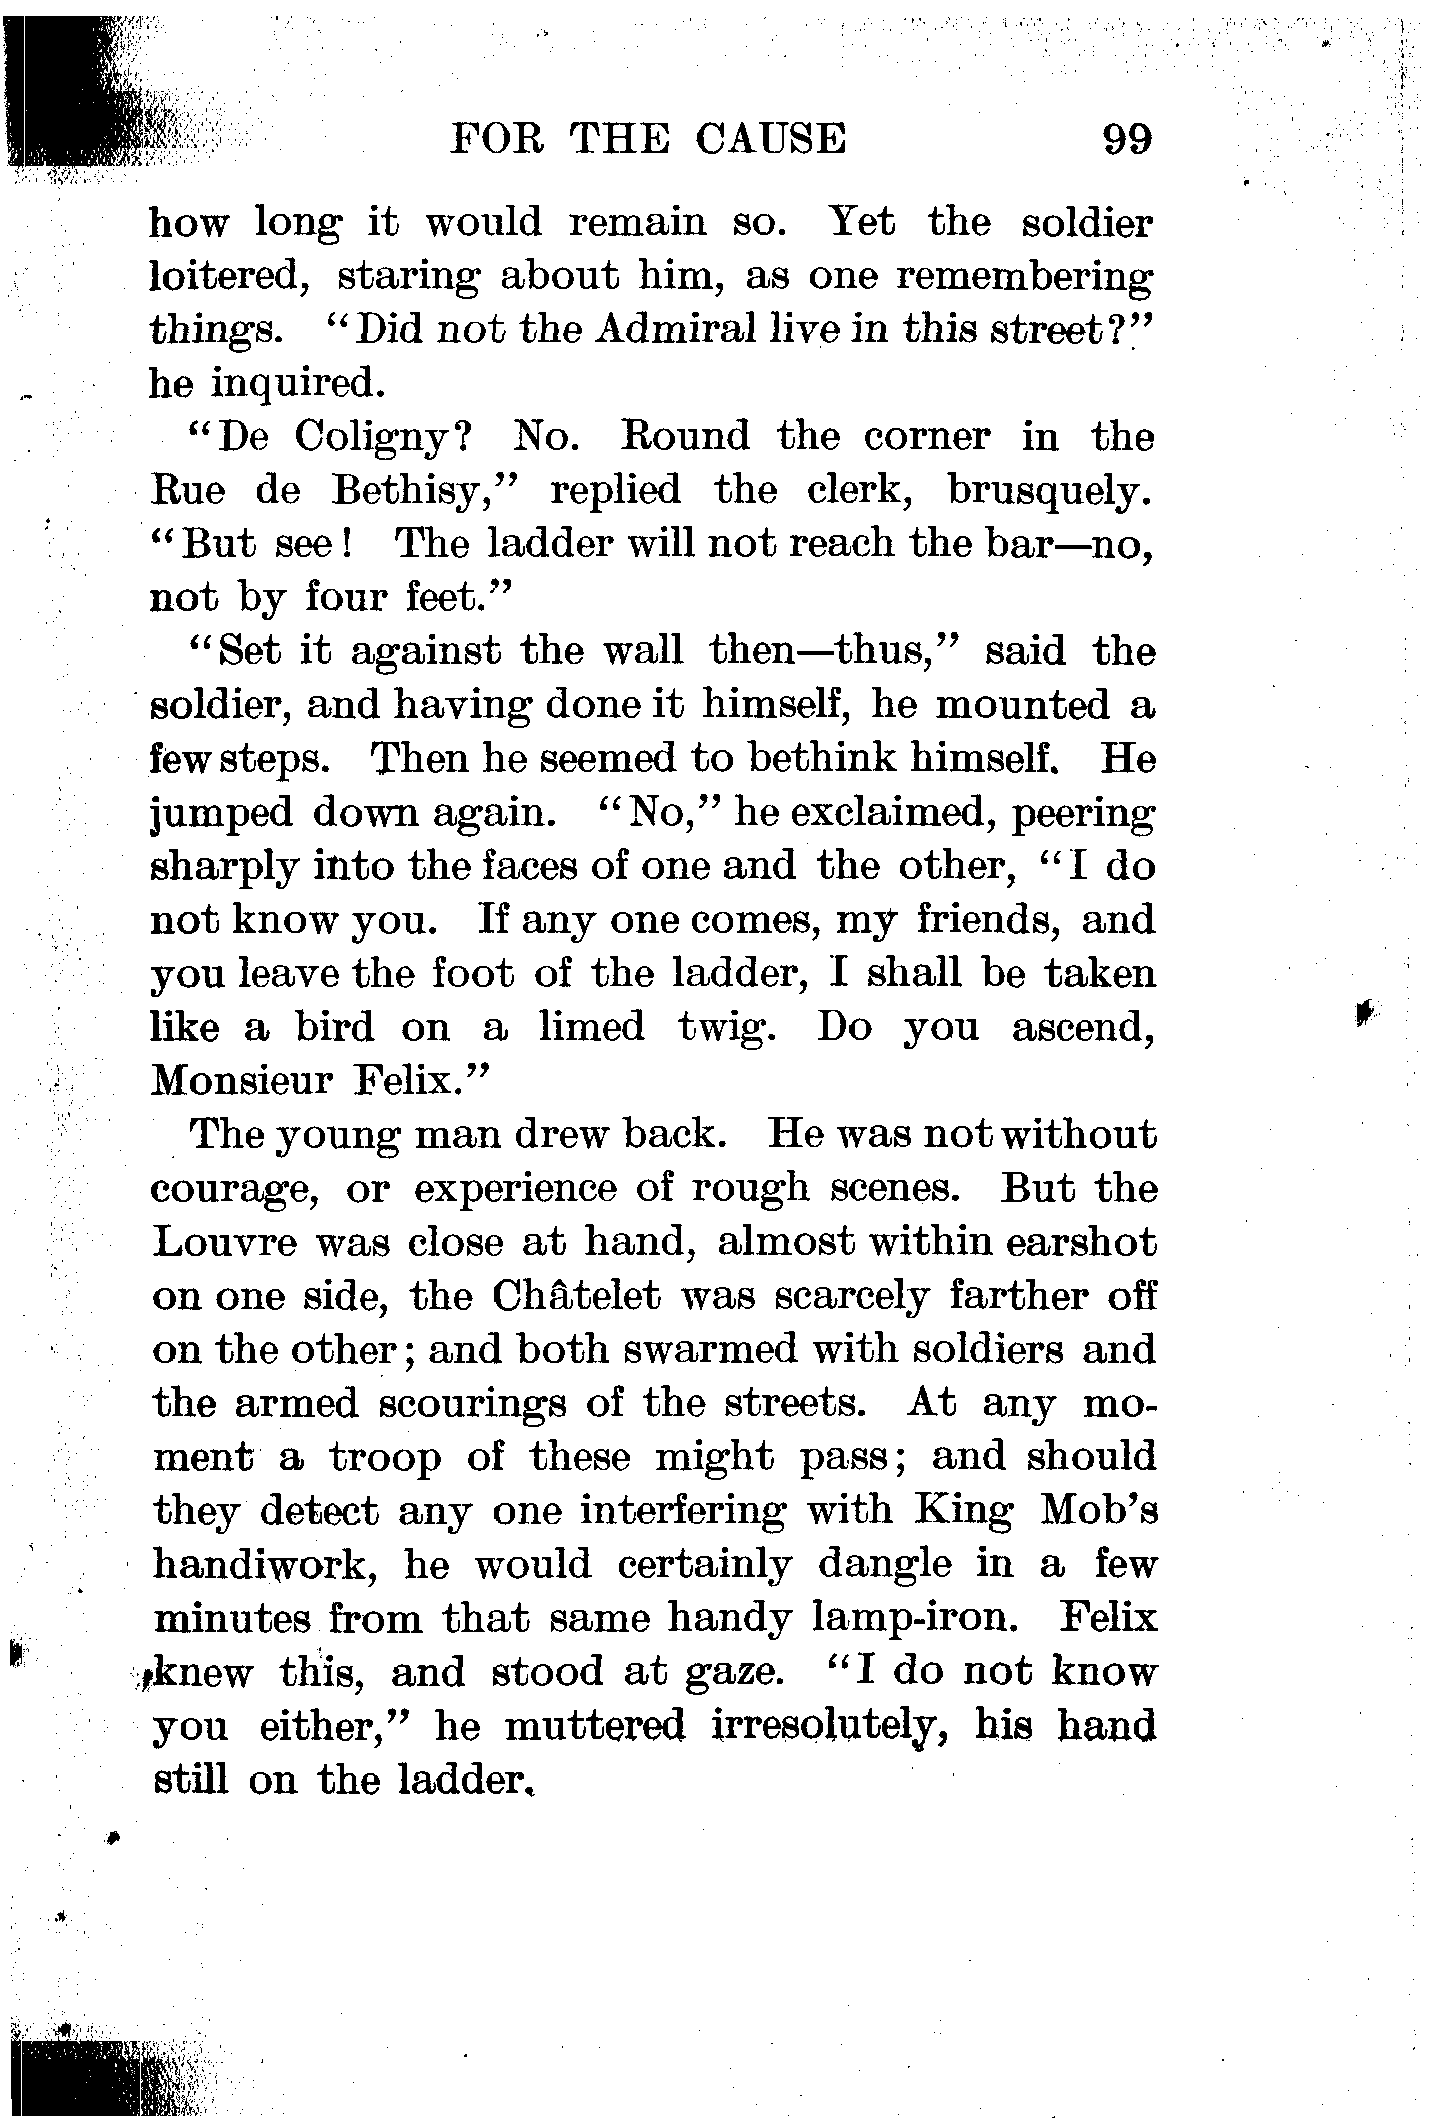 FOR THE CAUSE 99
how long it would remain so. Yet the soldier
loitered, staring about him, as one remembering
things. "Did not the Admiral live in this street?"
he inquired.
"De Coligny? No. Round the corner in the
Rue de Bethisy," replied the clerk, brusquely.
"But see! The ladder will not reach the bar—no,
not by four feet."
"Set it against the wall then—thus," said the
soldier, and having done it himself, he mounted a
few steps. Then he seemed to bethink himself. He
jumped down again. "No," he exclaimed, peering
sharply into the faces of one and the other, "I do
not know you. If any one comes, my friends, and
you leave the foot of the ladder, I shall be taken
like a bird on a limed twig. Do you ascend,
Monsieur Felix."
The young man drew back. He was not without
courage, or experience of rough scenes. But the
Louvre was close at hand, almost within earshot
on one side, the Châtelet was scarcely farther off
on the other; and both swarmed with soldiers and
the armed scourings of the streets. At any mo-
ment a troop of these might pass; and should
they detect any one interfering with King Mob's
handiwork, he would certainly dangle in a few
minutes from that same handy lamp-iron. Felix
knew this, and stood at gaze. "I do not know
you either," he muttered irresolutely, his hand
still on the ladder.